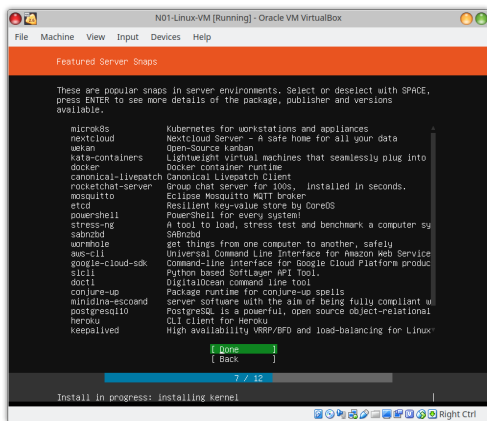 N01-Linux-VM [Running] - Oracle VM VirtualBox
File Machine View Input Devices Help
Featured Server Snaps
These are popular snaps in server environments. Select or deselect with SPACE,
press ENTER to see more details of the package, publisher and versions
available.
microk8s Kubernetes for workstations and appliances
nextcloud Nextcloud Server - A safe home for all your data
wekan Open-Source kanban
kata-containers Lightweight virtual machines that seamlessly plug into
docker Docker container runtime
canonical-livepatch Canonical Livepatch Client
rocketchat-server Group chat server for 100s, installed in seconds.
mosquitto Eclipse Mosquitto MQTT broker
etcd Resilient key-value store by CoreOS
powershell PowerShell for every system!
stress-ng A tool to load, stress test and benchmark a computer sy
sabnzbd SABnzbd
wormhole get things from one computer to another, safely
aws-cli Universal Command Line Interface for Amazon Web Service
google-cloud-sdk Command-line interface for Google Cloud Platform produc
slcli Python based SoftLayer API Tool.
doctl DigitalOcean command line tool
conjure-up Package runtime for conjure-up spells
minidlna-escoand server software with the aim of being fully compliant w
postgresql10 PostgreSQL is a powerful, open source object-relational
heroku CLI client for Heroku
keepalived High availability VRRP/BFD and load-balancing for Linux
[ Done ]
[ Back ]
7 / 12
Install in progress: installing kernel
Right Ctrl